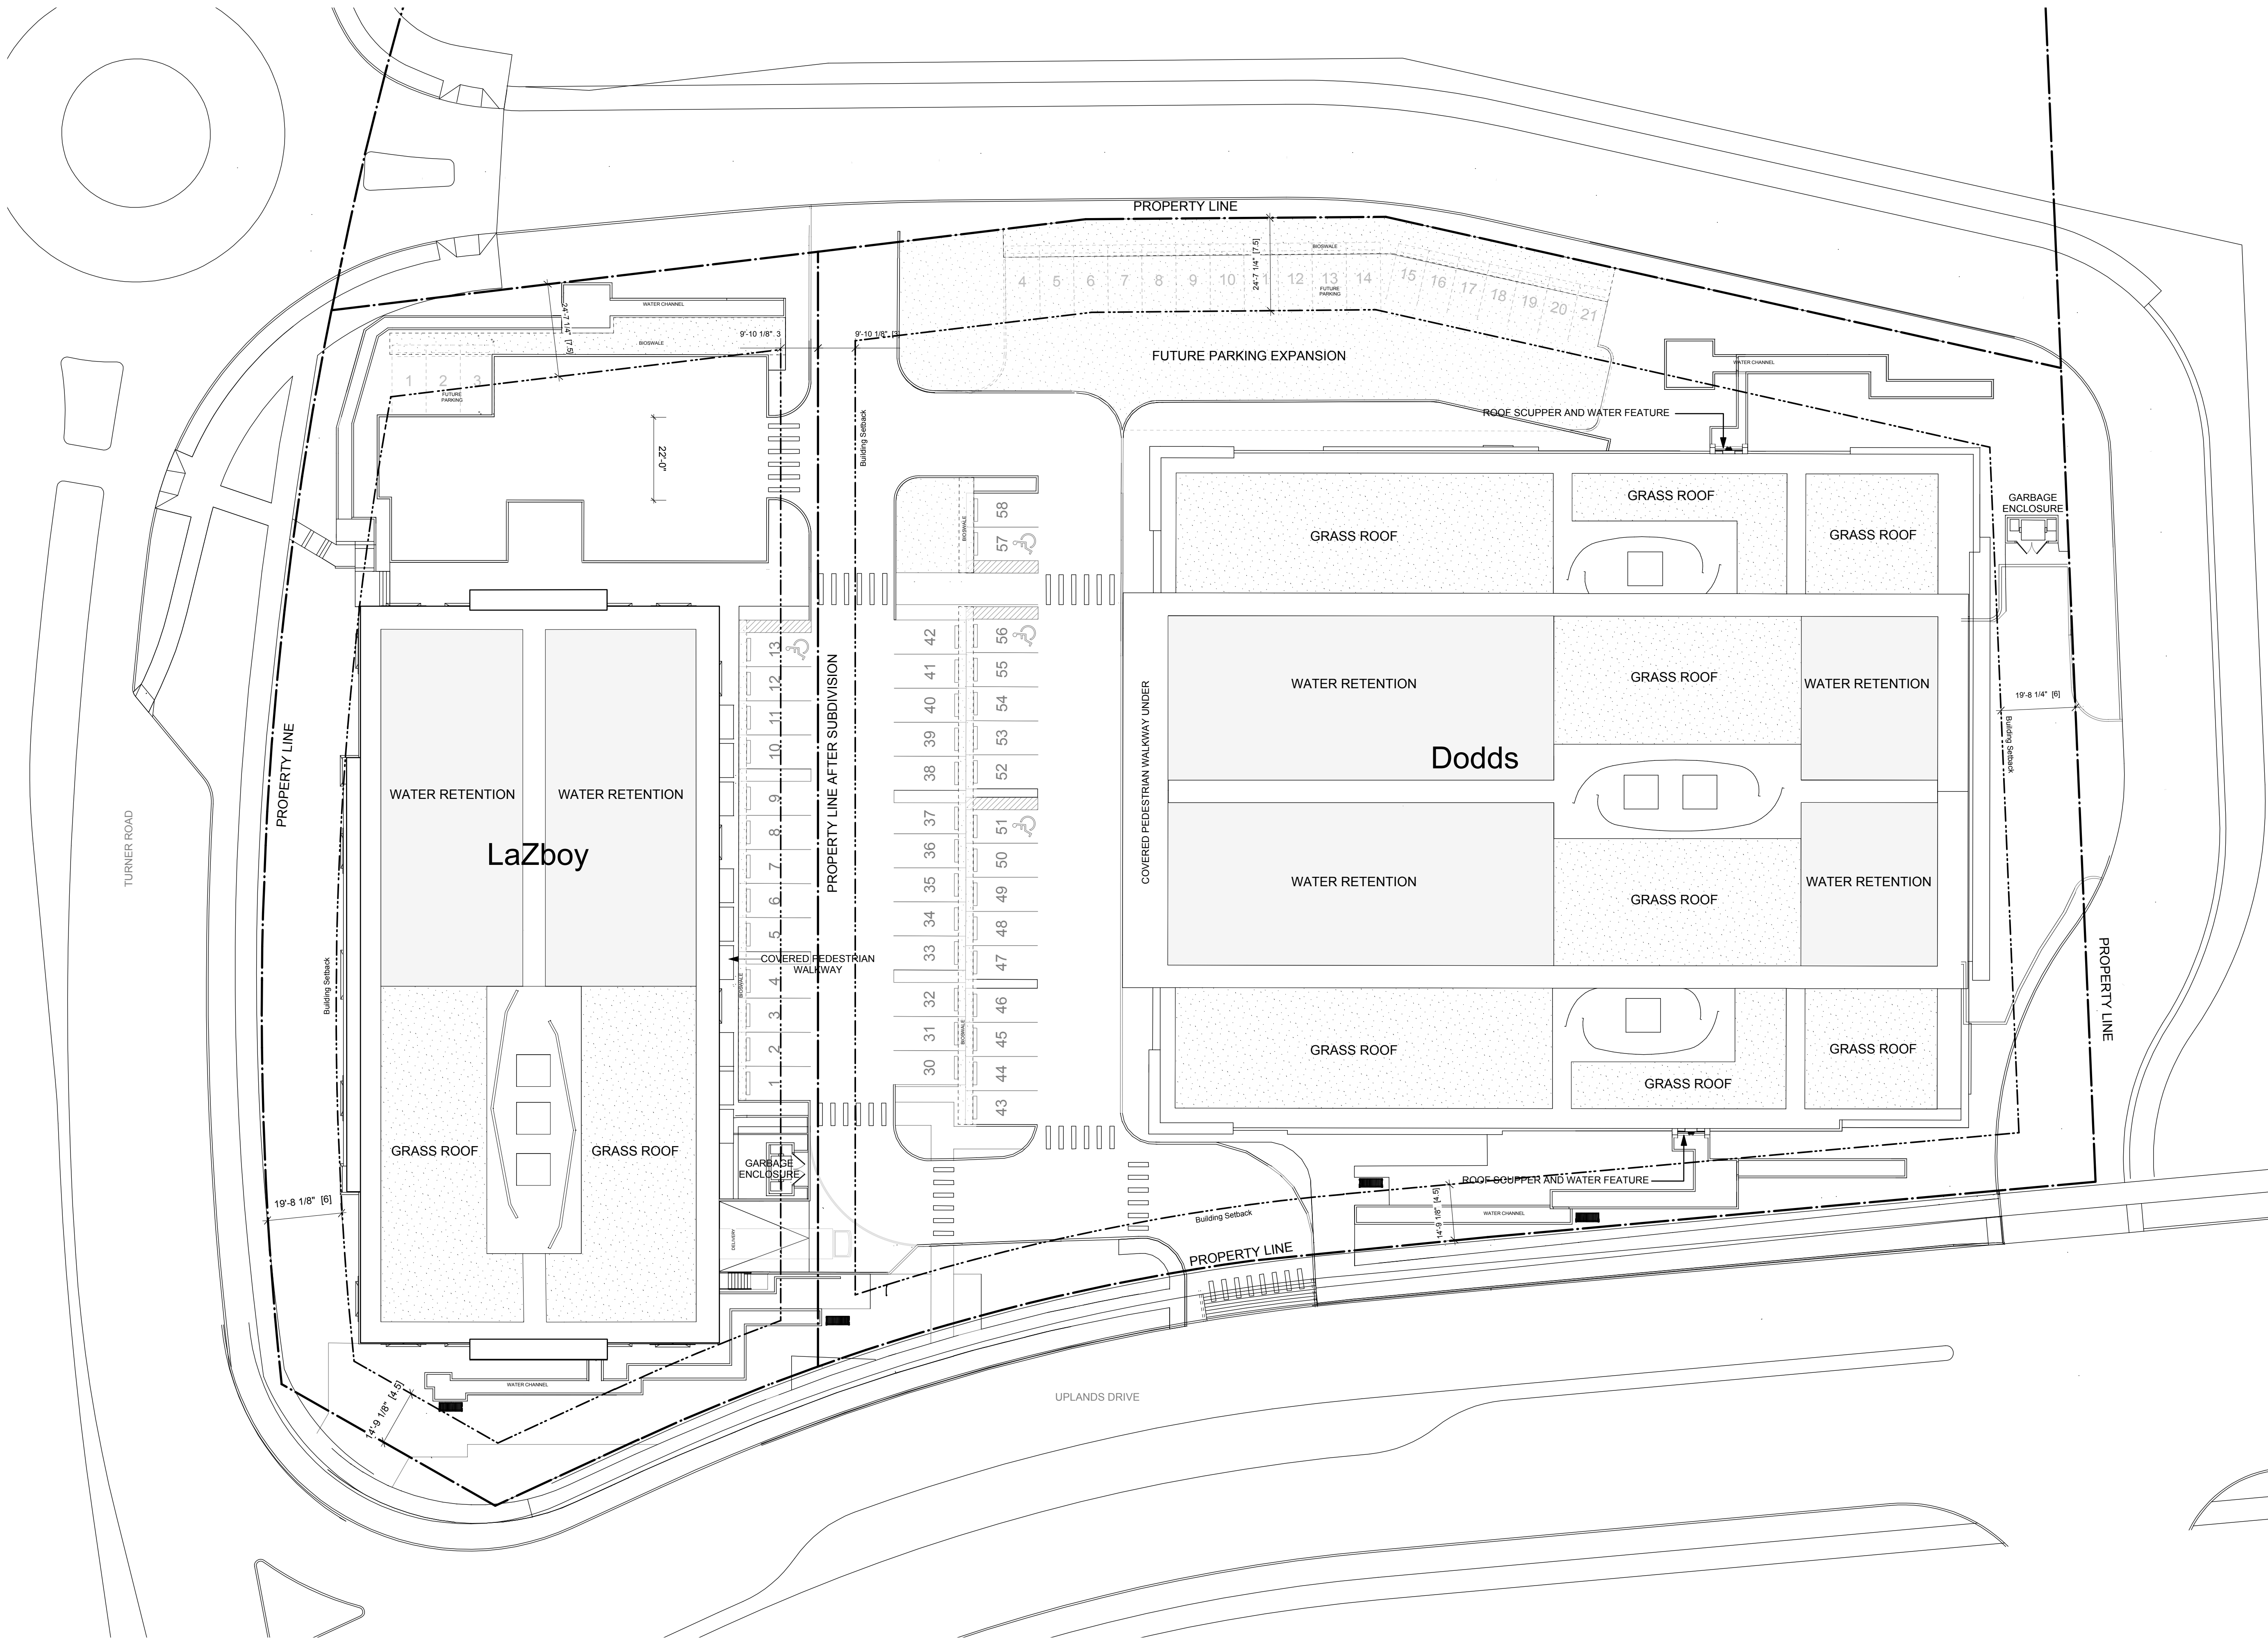 PROPERTY LINE
24'-7 1/4" [7.5]
BIOSWALE
4 5 6 7 8 9 10 11 12 13 14 15 16 17 18 19 20 21
FUTURE
PARKING
FUTURE PARKING EXPANSION
WATER CHANNEL
24'-7 1/4" [7.5]
BIOSWALE
9'-10 1/8" 3
9'-10 1/8" [3]
1 2 3
FUTURE
PARKING
22'-0"
Building Setback
WATER CHANNEL
ROOF SCUPPER AND WATER FEATURE
GARBAGE
ENCLOSURE
GRASS ROOF
GRASS ROOF
GRASS ROOF
BIOSWALE
58
57
56
55
54
53
52
51
50
49
48
47
46
45
44
43
42
41
40
39
38
37
36
35
34
33
32
31
30
BIOSWALE
13
12
11
10
9
8
7
6
5
4
3
2
1
BIOSWALE
PROPERTY LINE AFTER SUBDIVISION
COVERED PEDESTRIAN
WALKWAY
COVERED PEDESTRIAN WALKWAY UNDER
WATER RETENTION
GRASS ROOF
WATER RETENTION
Dodds
WATER RETENTION
GRASS ROOF
WATER RETENTION
GRASS ROOF
GRASS ROOF
GRASS ROOF
19'-8 1/4" [6]
Building Setback
PROPERTY LINE
TURNER ROAD
PROPERTY LINE
Building Setback
WATER RETENTION
WATER RETENTION
LaZboy
GRASS ROOF
GRASS ROOF
19'-8 1/8" [6]
GARBAGE
ENCLOSURE
DELIVERY
ROOF SCUPPER AND WATER FEATURE
14'-9 1/8" [4.5]
WATER CHANNEL
Building Setback
PROPERTY LINE
WATER CHANNEL
14'-9 1/8" [4.5]
UPLANDS DRIVE